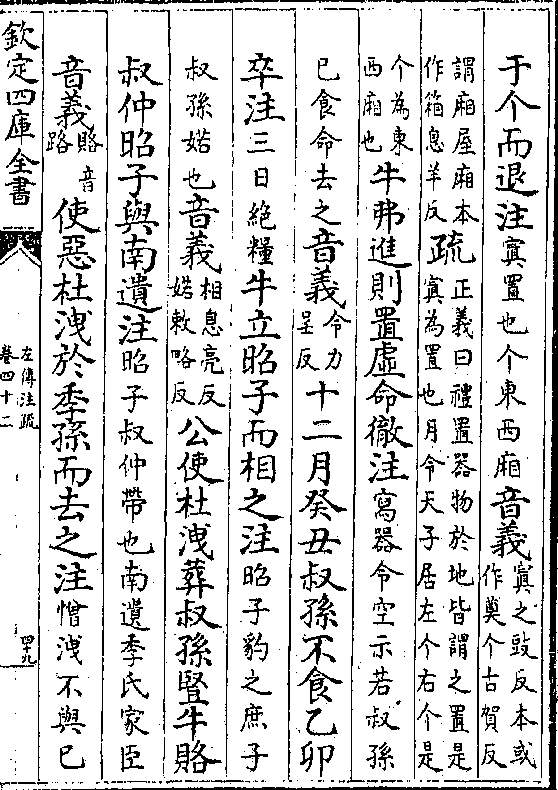 于个而退注寘置也个東西廂音義寘之豉反本或
作奠个古賀反
謂廂屋廂本
作箱息羊反疏正義曰禮置器物於地皆謂之置是
寘為置也月令天子居左个右个是
个為東
西廂也牛弗進則置虛命徹注寫器令空示若叔孫
已食命去之音義令力
呈反十二月癸丑叔孫不食乙卯
卒注三日絕糧牛立昭子而相之注昭子豹之庶子
叔孫婼也音義相息亮反
婼敕略反公使杜洩葬叔孫豎牛賂
叔仲昭子與南遺注昭子叔仲帶也南遺季氏家臣
音義賂音
路使惡杜洩於季孫而去之注憎洩不與已
欽定四庫全書
左傳注疏
卷四十二
四十九